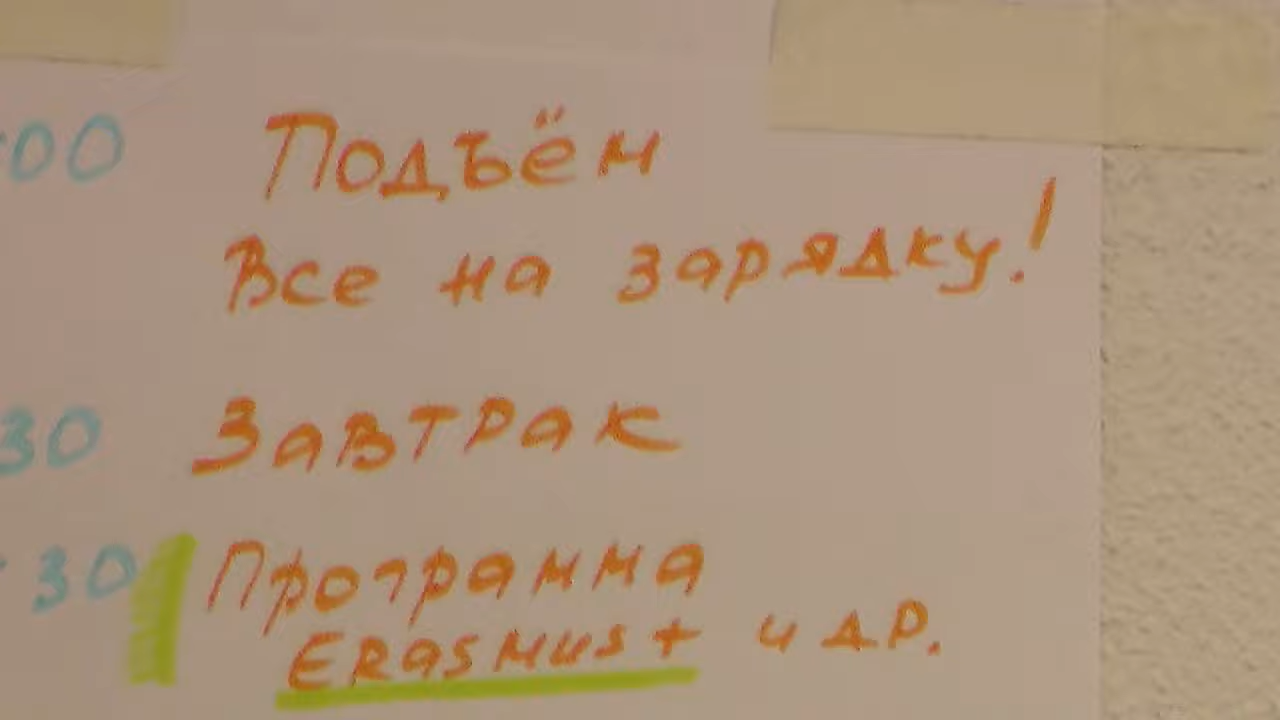 :00 Подъём
Все на зарядку!
30 Завтрак
:30 Программа
ERASMUS+ и др.